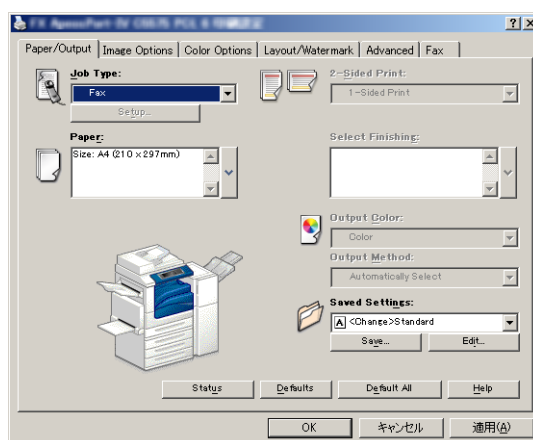 Paper/Output Image Options Color Options Layout/Watermark Advanced Fax
Job Type:
Fax
Setup...
Paper:
Size: A4 (210 x 297mm)
2-Sided Print:
1-Sided Print
Select Finishing:
Output Color:
Color
Output Method:
Automatically Select
Saved Settings:
A <Change>Standard
Save... Edit...
Status Defaults Default All Help
OK キャンセル 適用(A)